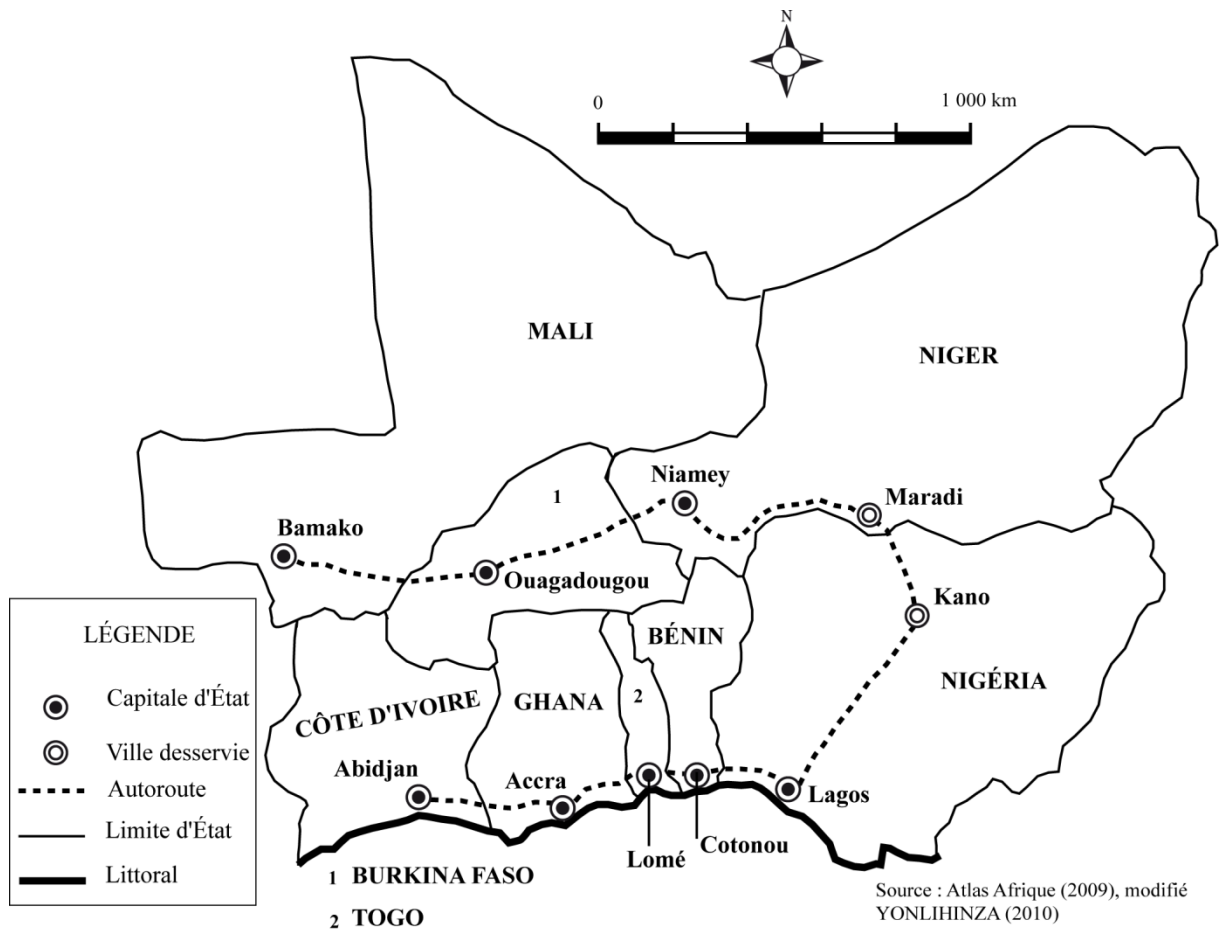 N
0
1 000 km
MALI
NIGER
1
Niamey
Maradi
Bamako
Ouagadougou
Kano
BÉNIN
LÉGENDE
Capitale d'État
Ville desservie
Autoroute
Limite d'État
Littoral
2
NIGÉRIA
GHANA
CÔTE D'IVOIRE
Abidjan
Accra
Lagos
Lomé
Cotonou
1 BURKINA FASO
2 TOGO
Source : Atlas Afrique (2009), modifié
YONLIHINZA (2010)